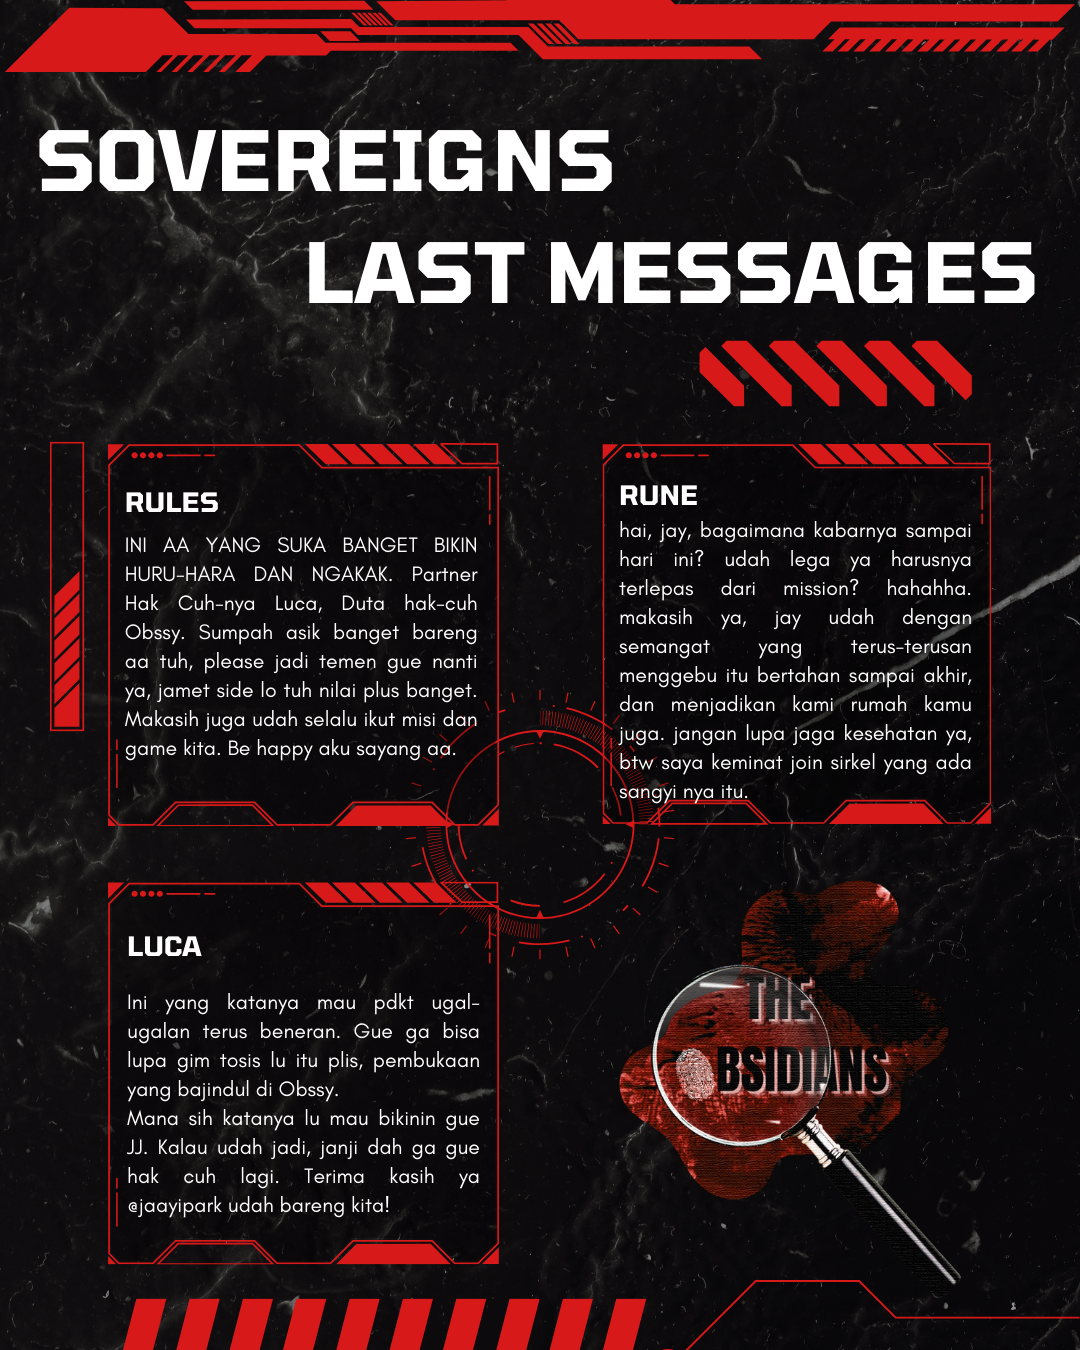 SOVEREIGNS
LAST MESSAGES
RULES
INI AA YANG SUKA BANGET BIKIN
HURU-HARA DAN NGAKAK. Partner
Hak Cuh-nya Luca, Duta hak-cuh
Obssy. Sumpah asik banget bareng
aa tuh, please jadi temen gue nanti
ya, jamet side lo tuh nilai plus banget.
Makasih juga udah selalu ikut misi dan
game kita. Be happy aku sayang aa.
RUNE
hai, jay, bagaimana kabarnya sampai
hari ini? udah lega ya harusnya
terlepas dari mission? hahahha.
makasih ya, jay udah dengan
semangat yang terus-terusan
menggebu itu bertahan sampai akhir,
dan menjadikan kami rumah kamu
juga. jangan lupa jaga kesehatan ya,
btw saya keminat join sirkel yang ada
sangyi nya itu.
LUCA
Ini yang katanya mau pdkt ugal-
ugalan terus beneran. Gue ga bisa
lupa gim tosis lu itu plis, pembukaan
yang bajindul di Obssy.
Mana sih katanya lu mau bikinin gue
JJ. Kalau udah jadi, janji dah ga gue
hak cuh lagi. Terima kasih ya
@jaayipark udah bareng kita!
THE
BSIDIANS